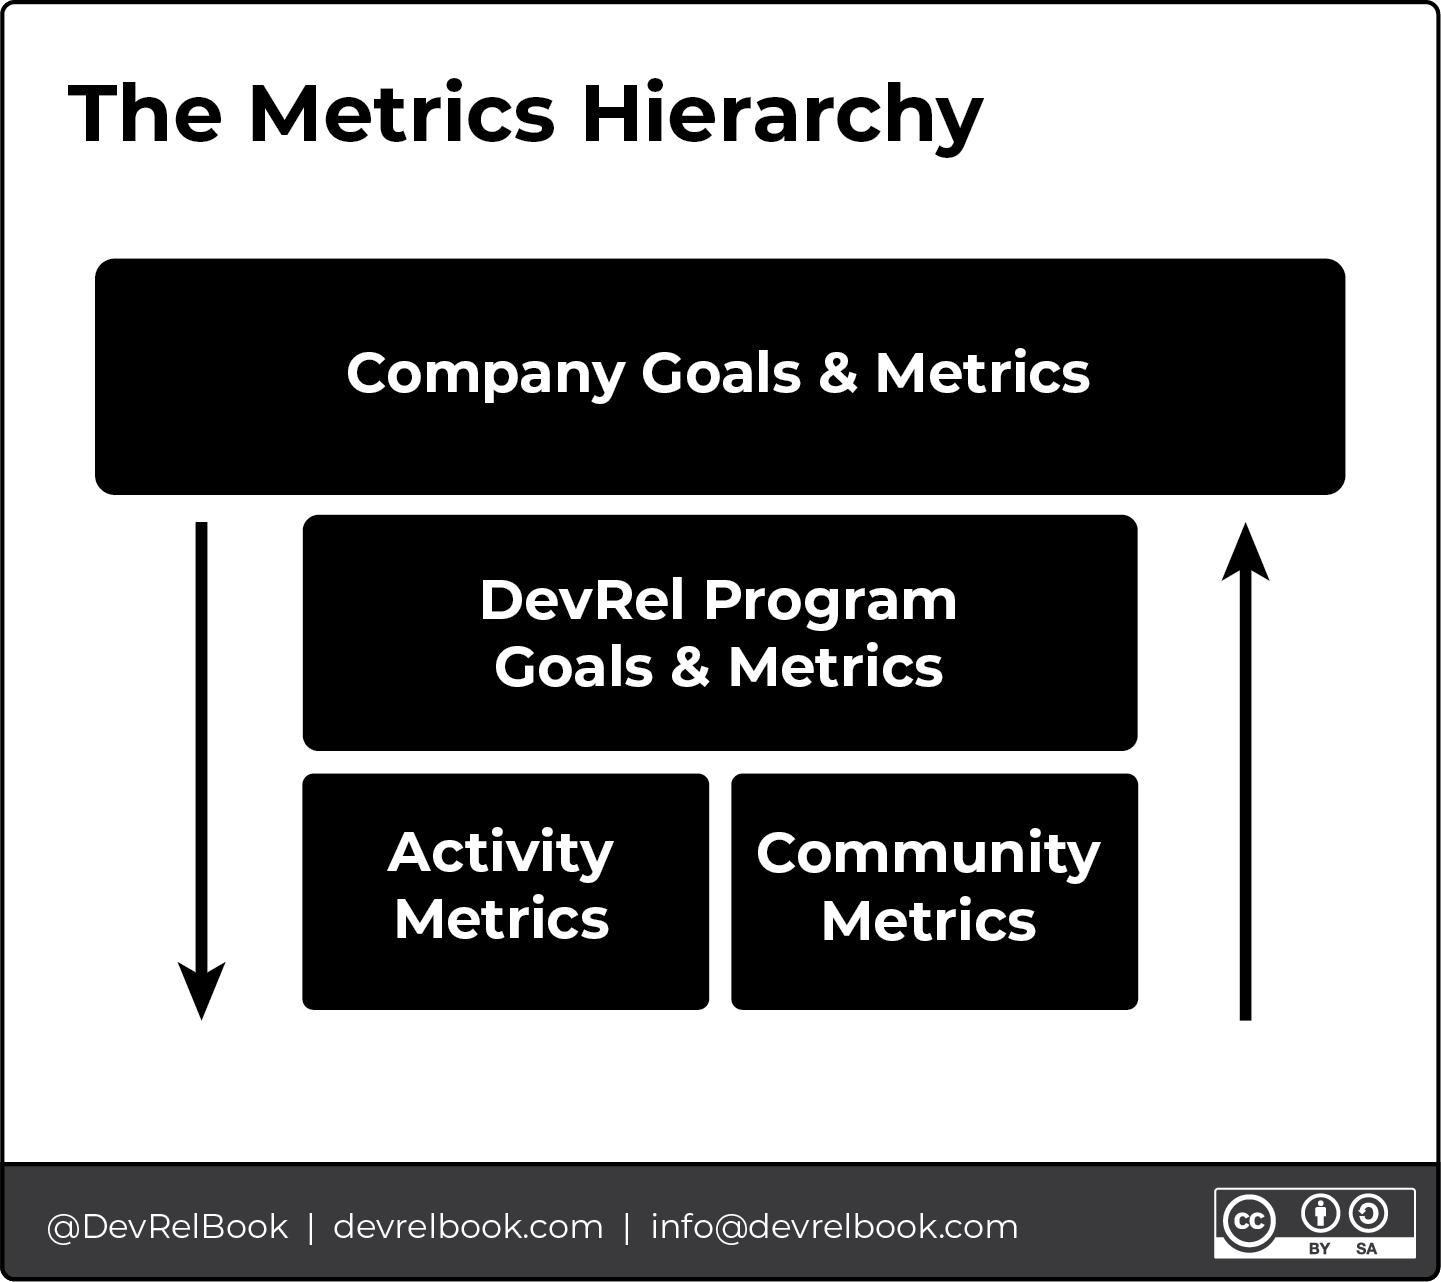 The Metrics Hierarchy
Company Goals & Metrics
DevRel Program
Goals & Metrics
Activity
Metrics
Community
Metrics
@DevRelBook | devrelbook.com | info@devrelbook.com
cc
BY SA